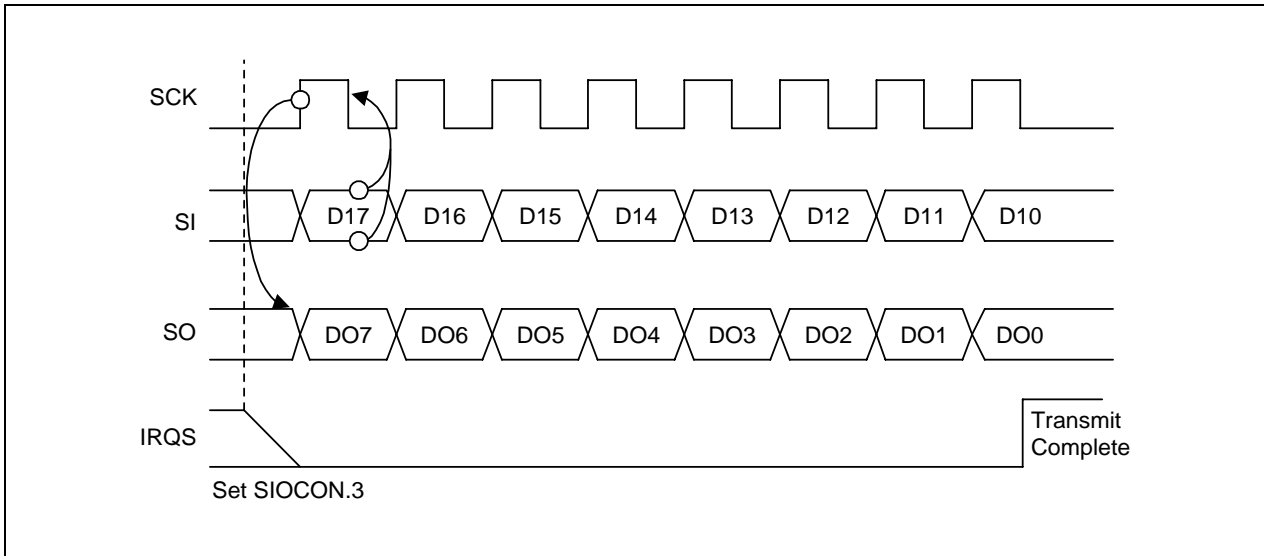 SCK
SI
D17 D16 D15 D14 D13 D12 D11 D10
SO
DO7 DO6 DO5 DO4 DO3 DO2 DO1 DO0
IRQS
Transmit
Complete
Set SIOCON.3